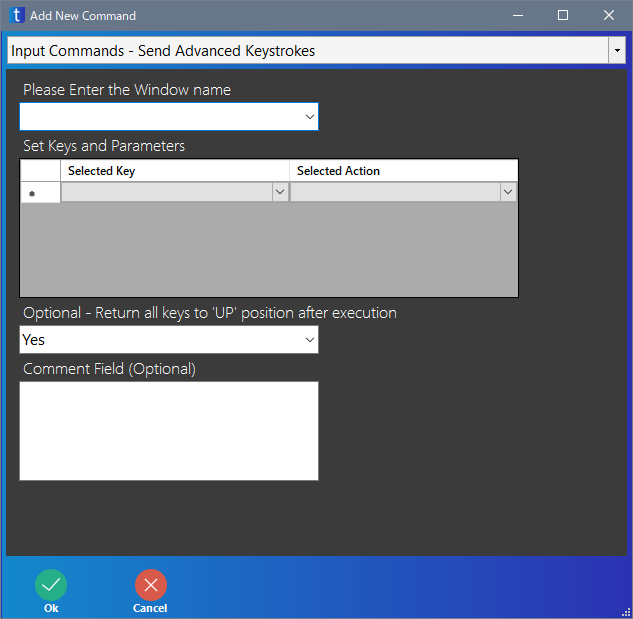 t Add New Command
Input Commands - Send Advanced Keystrokes
Please Enter the Window name
Set Keys and Parameters
Selected Key Selected Action
*
Optional - Return all keys to 'UP' position after execution
Yes
Comment Field (Optional)
Ok Cancel